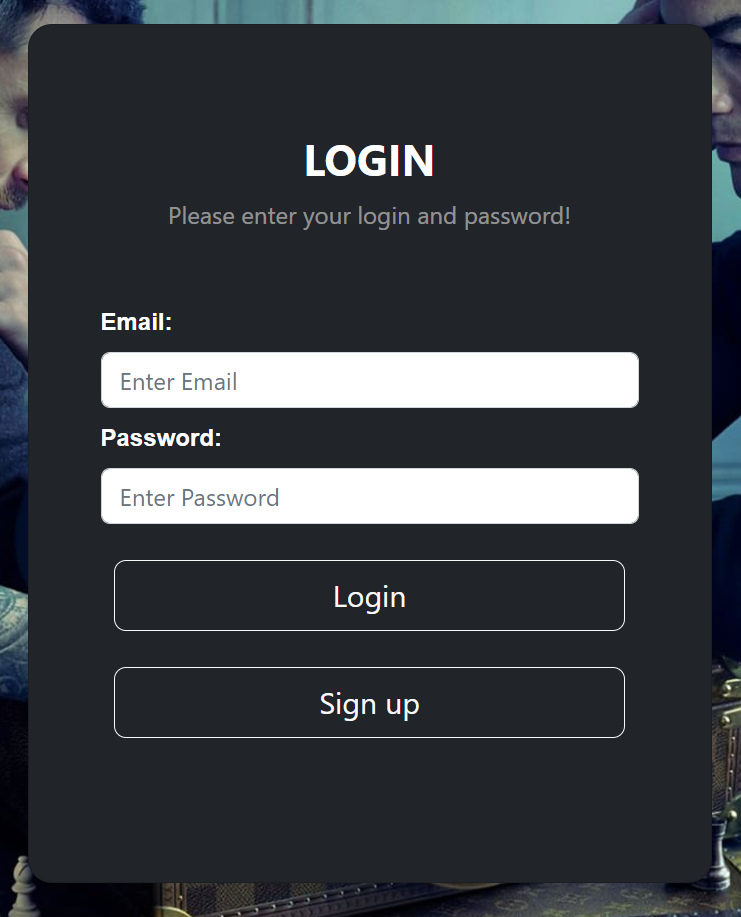 LOGIN
Please enter your login and password!
Email:
Enter Email
Password:
Enter Password
Login
Sign up